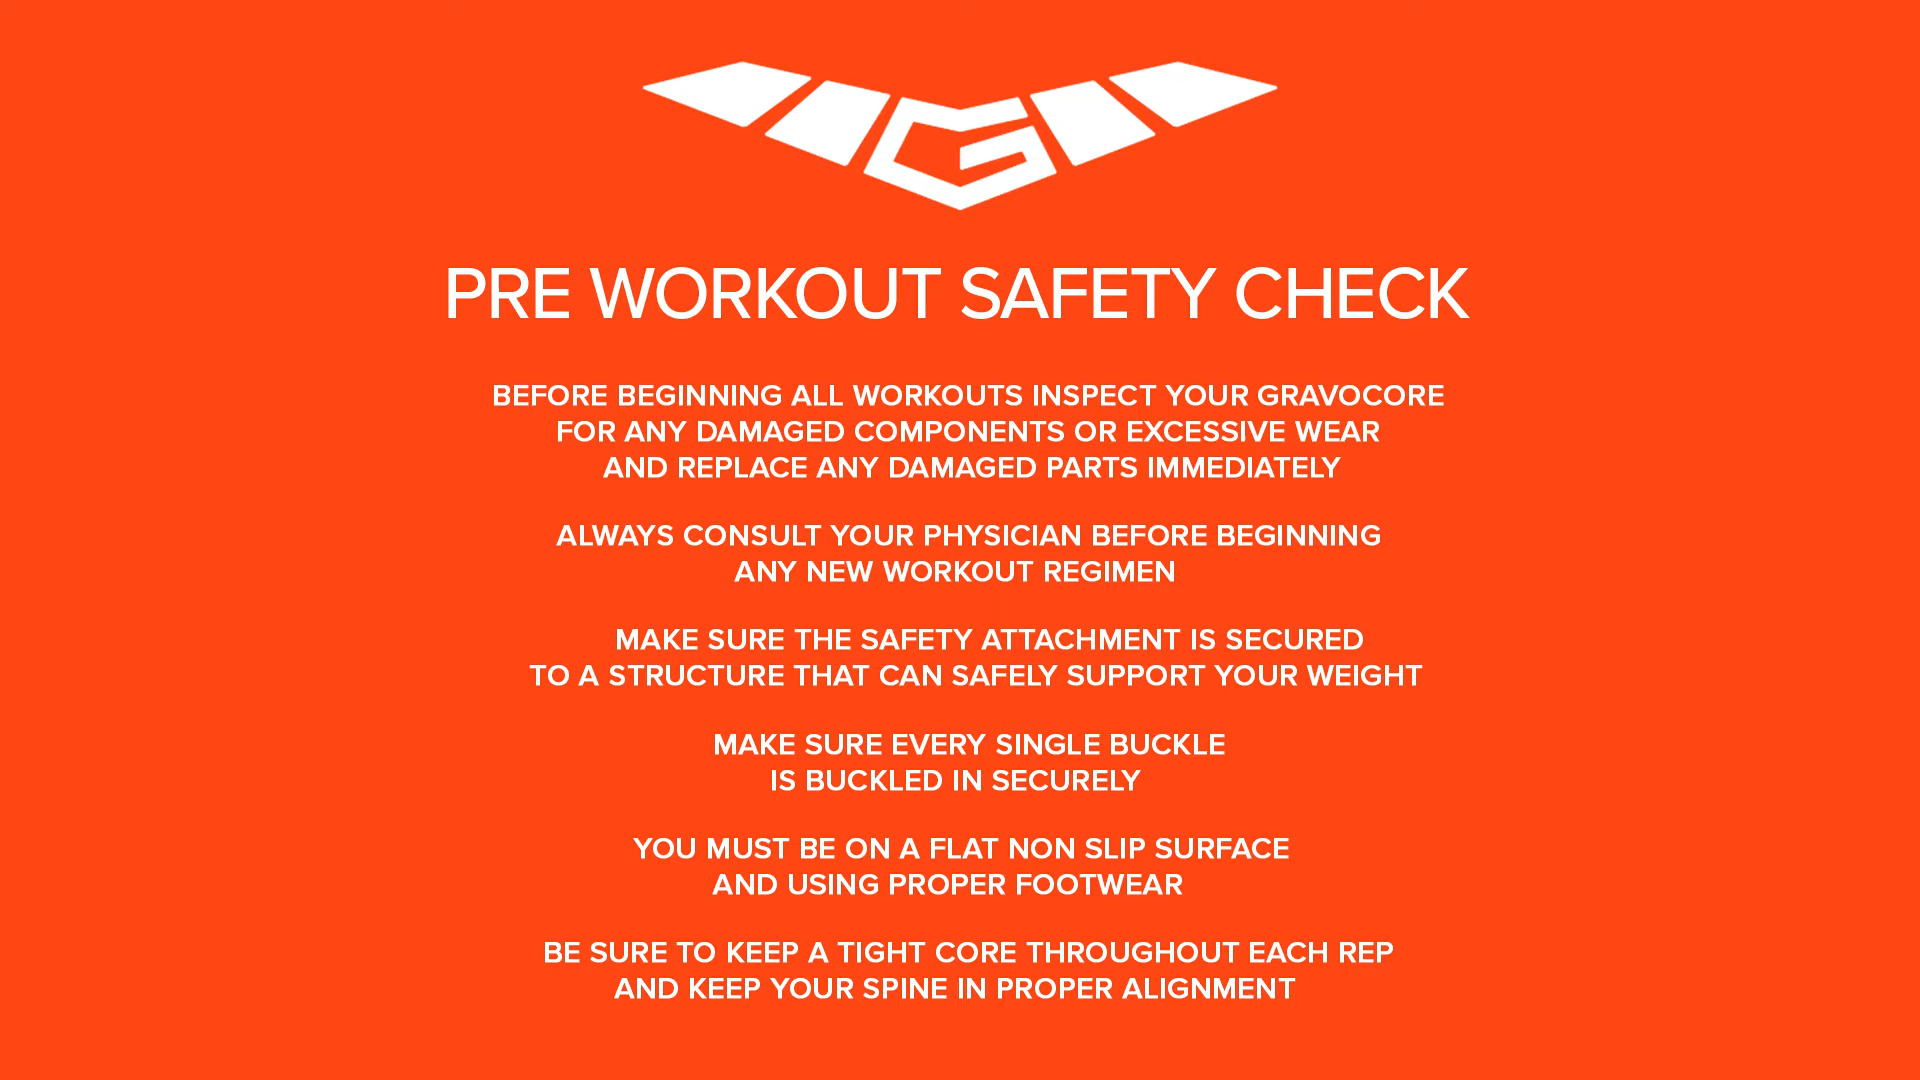 G
PRE WORKOUT SAFETY CHECK
BEFORE BEGINNING ALL WORKOUTS INSPECT YOUR GRAVOCORE
FOR ANY DAMAGED COMPONENTS OR EXCESSIVE WEAR
AND REPLACE ANY DAMAGED PARTS IMMEDIATELY
ALWAYS CONSULT YOUR PHYSICIAN BEFORE BEGINNING
ANY NEW WORKOUT REGIMEN
MAKE SURE THE SAFETY ATTACHMENT IS SECURED
TO A STRUCTURE THAT CAN SAFELY SUPPORT YOUR WEIGHT
MAKE SURE EVERY SINGLE BUCKLE
IS BUCKLED IN SECURELY
YOU MUST BE ON A FLAT NON SLIP SURFACE
AND USING PROPER FOOTWEAR
BE SURE TO KEEP A TIGHT CORE THROUGHOUT EACH REP
AND KEEP YOUR SPINE IN PROPER ALIGNMENT